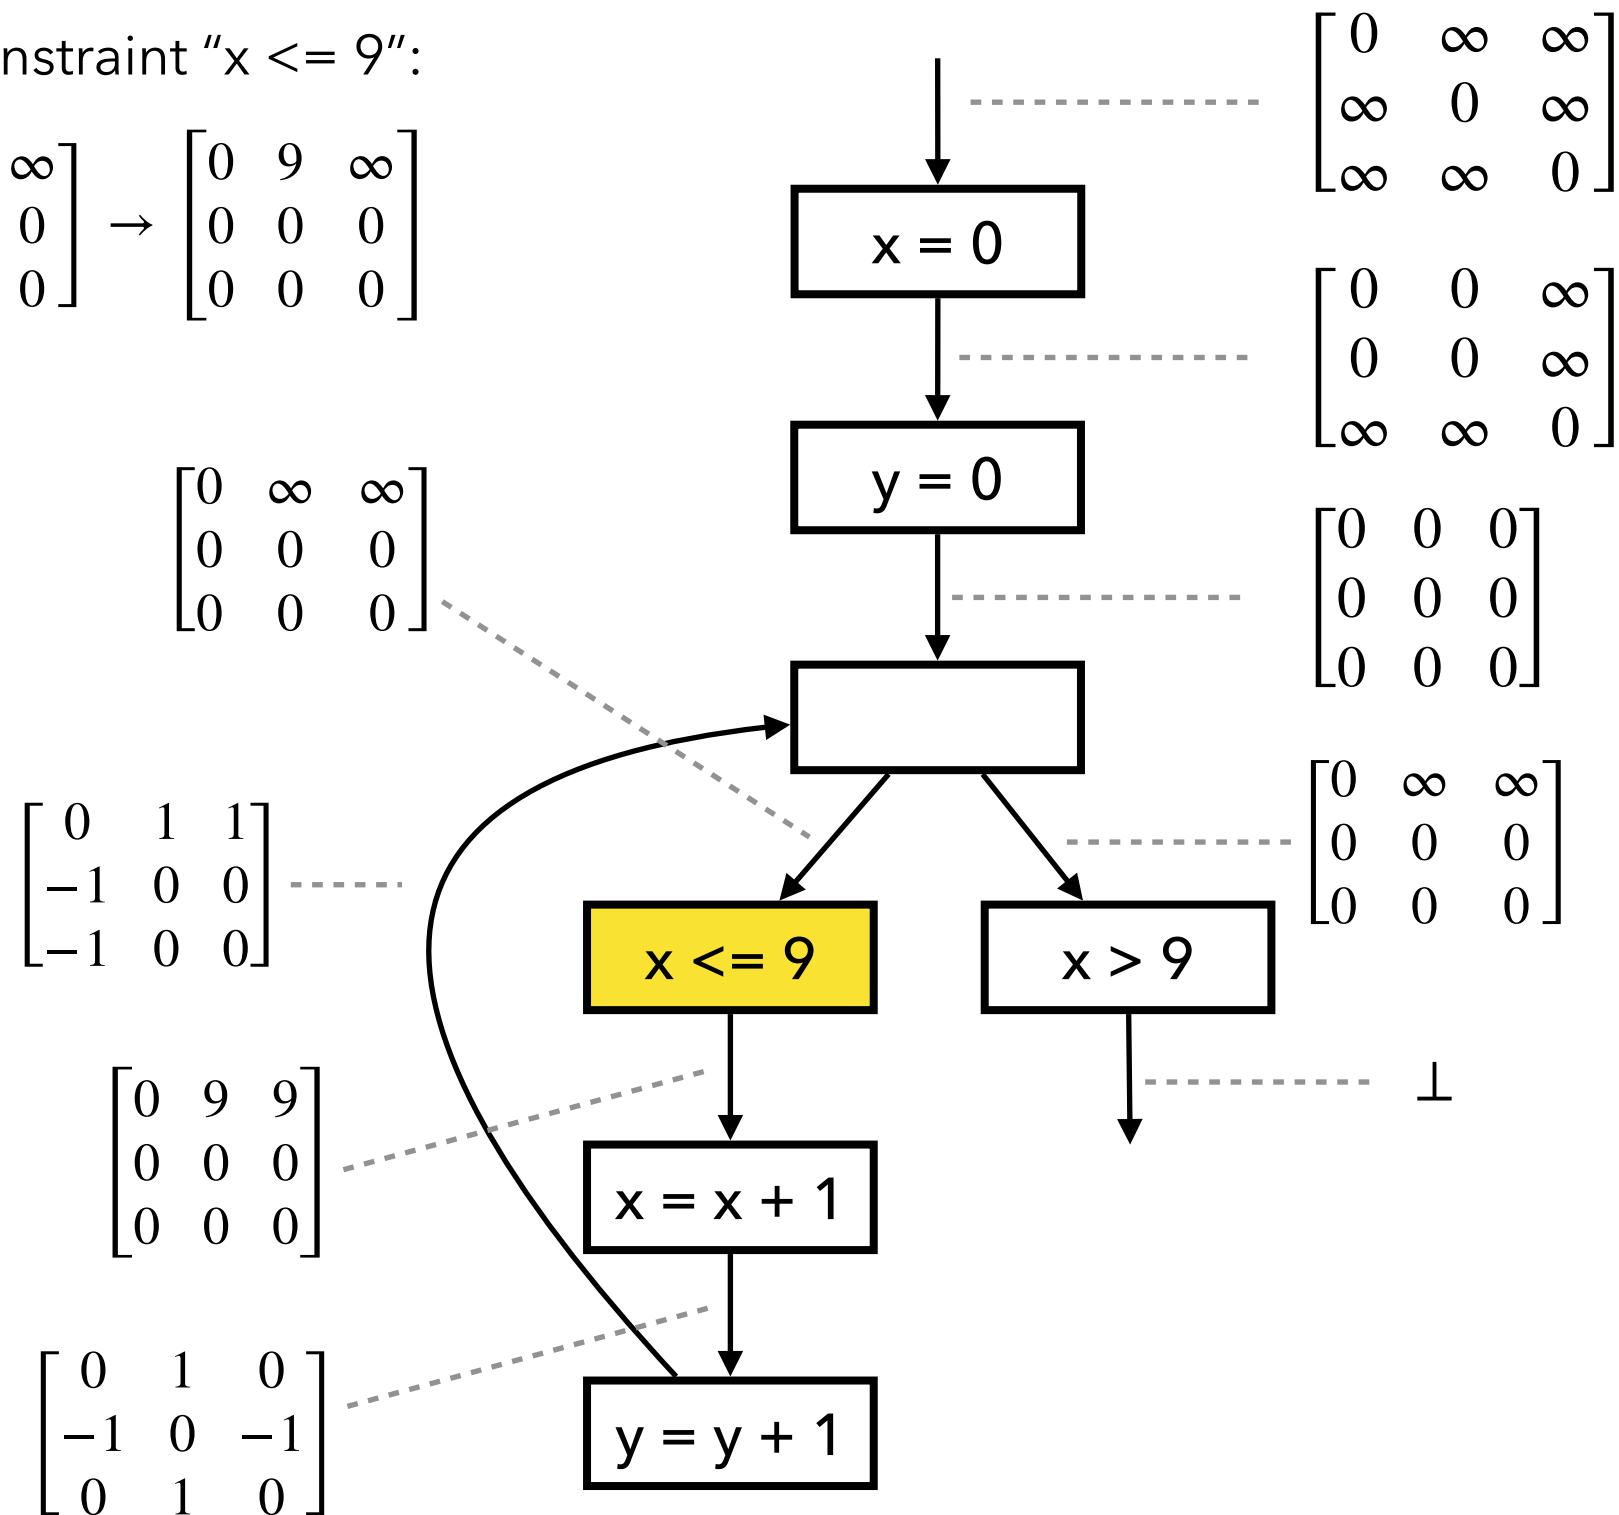 nstraint “x <= 9”:
∞
0
0
→
0 9 ∞
0 0 0
0 0 0
0 ∞ ∞
∞ 0 ∞
∞ ∞ 0
x = 0
0 0 ∞
0 0 ∞
∞ ∞ 0
y = 0
0 ∞ ∞
0 0 0
0 0 0
0 0 0
0 0 0
0 0 0
0 ∞ ∞
0 0 0
0 0 0
0 1 1
−1 0 0
−1 0 0
x <= 9
x > 9
⊥
0 9 9
0 0 0
0 0 0
x = x + 1
0 1 0
−1 0 −1
0 1 0
y = y + 1